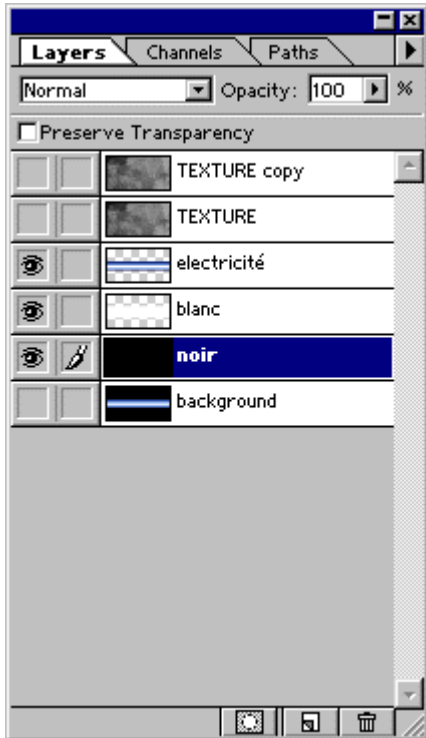 Layers Channels Paths
Normal Opacity: 100 %
Preserve Transparency
TEXTURE copy
TEXTURE
electricité
blanc
noir
background